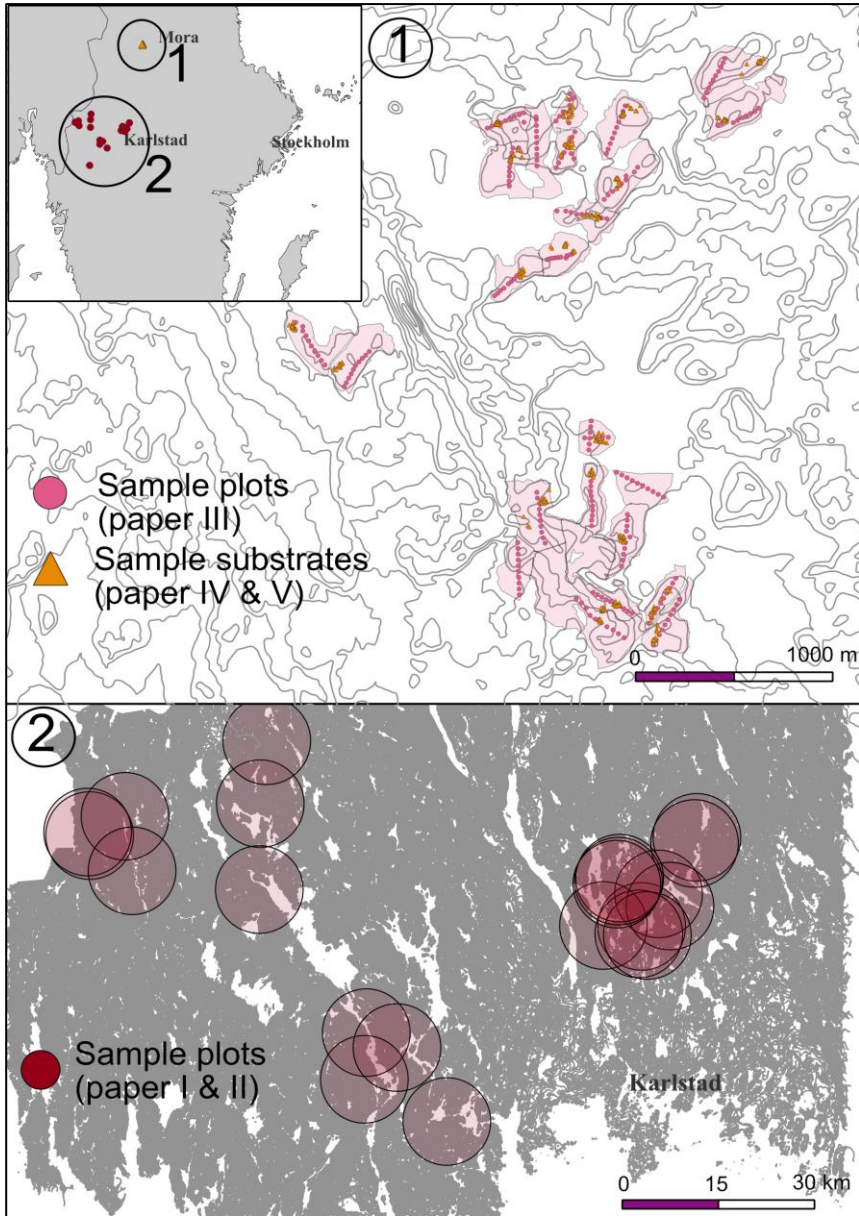 Mora
1
Karlstad
Stockholm
2
1
Sample plots
(paper III)
Sample substrates
(paper IV & V)
0 1000 m
2
Sample plots
(paper I & II)
Karlstad
0 15 30 km